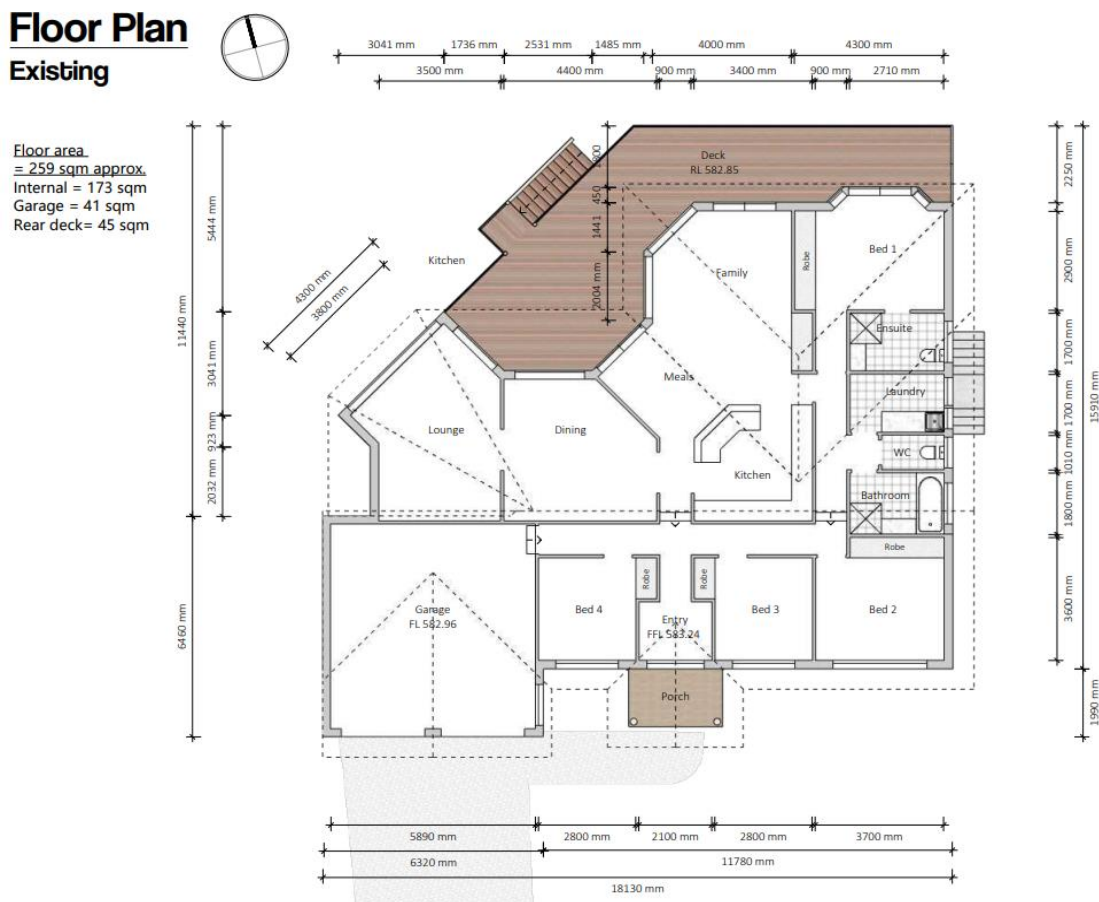 Floor Plan
Existing
Floor area
= 259 sqm approx.
Internal = 173 sqm
Garage = 41 sqm
Rear deck= 45 sqm
3041 mm
1736 mm
2531 mm
1485 mm
4000 mm
4300 mm
3500 mm
4400 mm
900 mm
3400 mm
900 mm
2710 mm
11440 mm
5444 mm
3041 mm
923 mm
2032 mm
6460 mm
4300 mm
3800 mm
450
1441
2004 mm
Deck
RL 582.85
Kitchen
Family
Robe
Bed 1
Ensuite
Meals
Laundry
Lounge
Dining
WC
Kitchen
Bathroom
Robe
Robe
Robe
Garage
FL 582.96
Bed 4
Entry
FFL 583.24
Bed 3
Bed 2
Porch
2250 mm
2900 mm
1700 mm
1700 mm
1010 mm
1800 mm
3600 mm
15910 mm
1990 mm
5890 mm
2800 mm
2100 mm
2800 mm
3700 mm
6320 mm
11780 mm
18130 mm